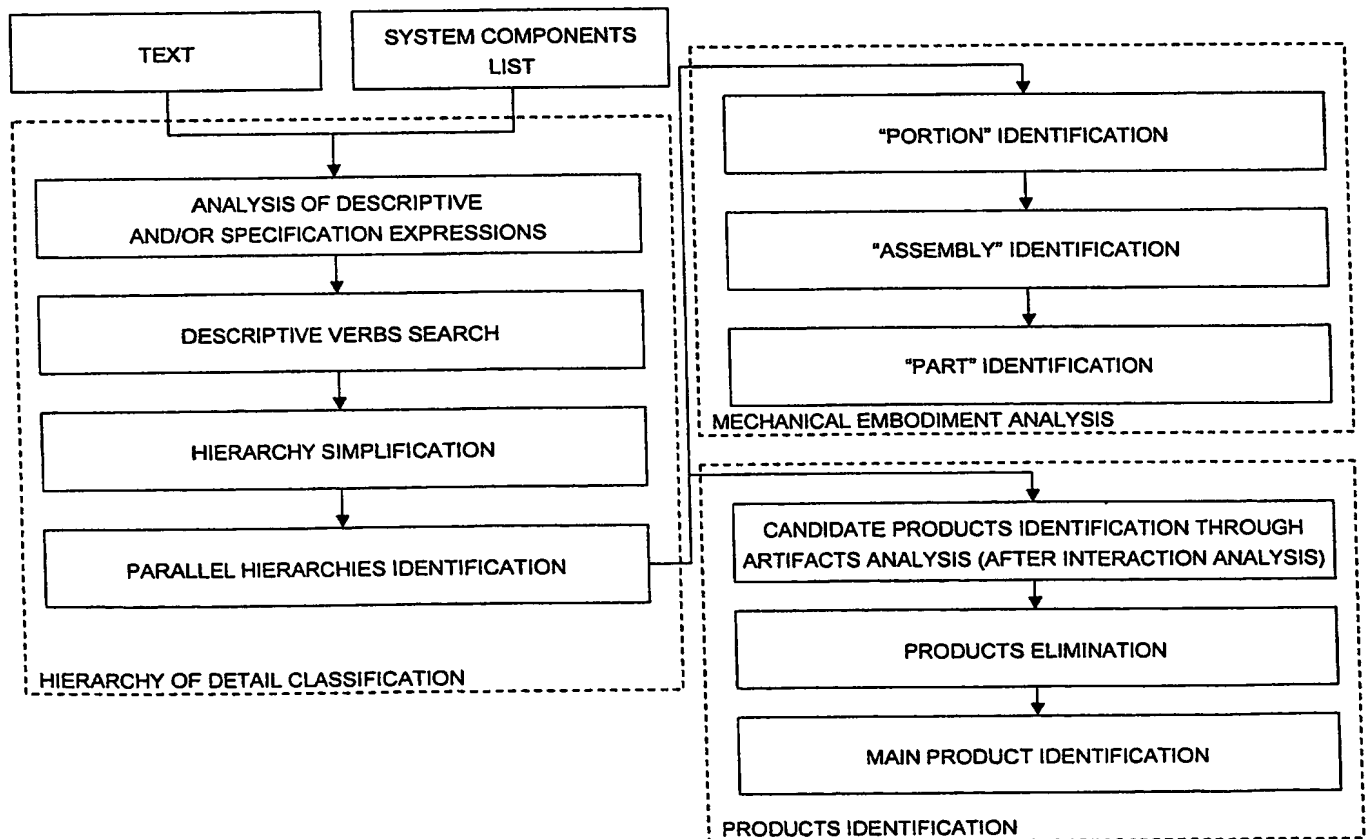 TEXT
SYSTEM COMPONENTS
LIST
ANALYSIS OF DESCRIPTIVE
AND/OR SPECIFICATION EXPRESSIONS
DESCRIPTIVE VERBS SEARCH
HIERARCHY SIMPLIFICATION
PARALLEL HIERARCHIES IDENTIFICATION
HIERARCHY OF DETAIL CLASSIFICATION
"PORTION" IDENTIFICATION
"ASSEMBLY" IDENTIFICATION
"PART" IDENTIFICATION
MECHANICAL EMBODIMENT ANALYSIS
CANDIDATE PRODUCTS IDENTIFICATION THROUGH
ARTIFACTS ANALYSIS (AFTER INTERACTION ANALYSIS)
PRODUCTS ELIMINATION
MAIN PRODUCT IDENTIFICATION
PRODUCTS IDENTIFICATION